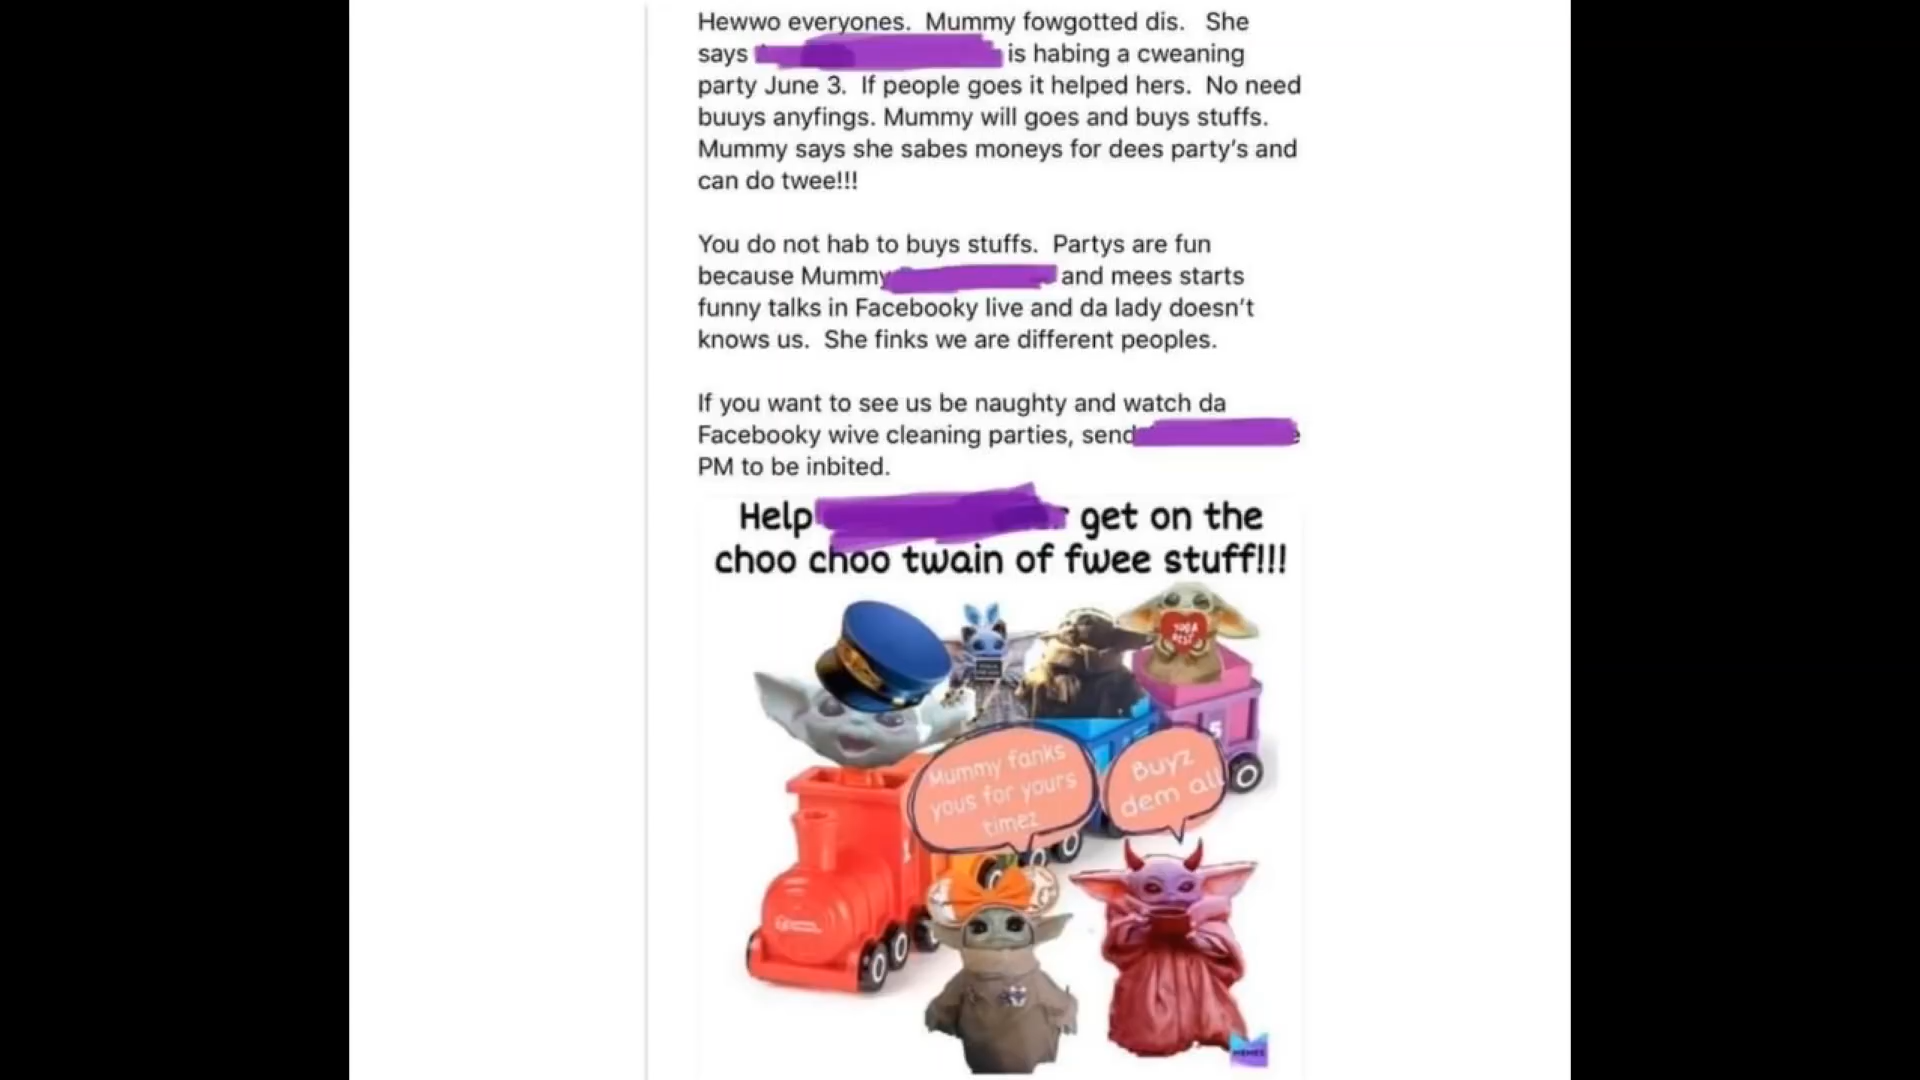 Hewwo everyones. Mummy fowgotted dis. She
says is habing a cweaning
party June 3. If people goes it helped hers. No need
buuys anyfings. Mummy will goes and buys stuffs.
Mummy says she sabes moneys for dees party's and
can do twee!!!
You do not hab to buys stuffs. Partys are fun
because Mummy and mees starts
funny talks in Facebooky live and da lady doesn't
knows us. She finks we are different peoples.
If you want to see us be naughty and watch da
Facebooky wive cleaning parties, send
PM to be inbited.
Help get on the
choo choo twain of fwee stuff!!!
YODA
BEST
5
Mummy fanks
yous for yours
timez
Buyz
dem all
1
MEMES